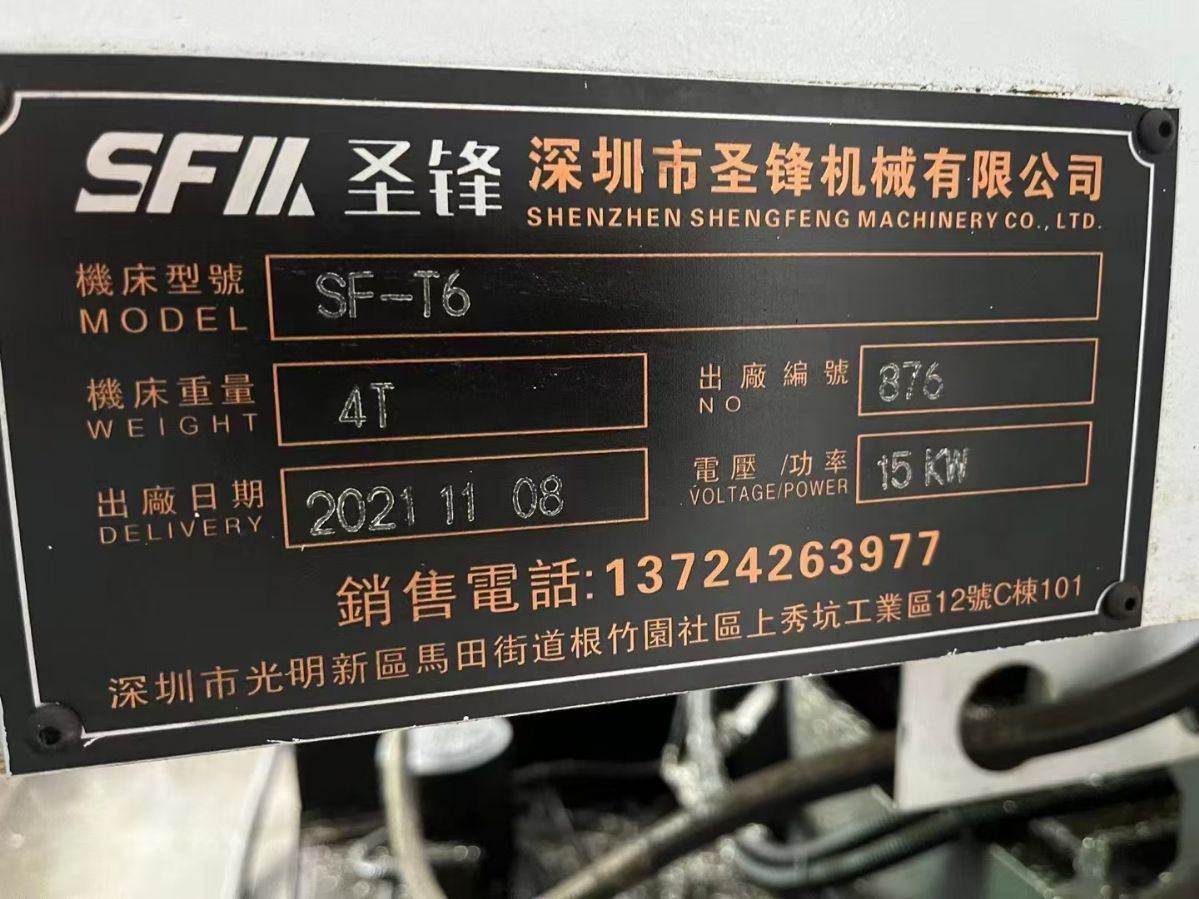 SFM 圣锋 深圳市圣锋机械有限公司
SHENZHEN SHENGFENG MACHINERY CO., LTD.
機床型號 SF-T6
MODEL
機床重量 4T 出廠編號 876
WEIGHT NO
出廠日期 2021 11 08 電壓/功率 15 KW
DELIVERY VOLTAGE/POWER
銷售電話:13724263977
深圳市光明新區馬田街道根竹園社區上秀坑工業區12號C棟101